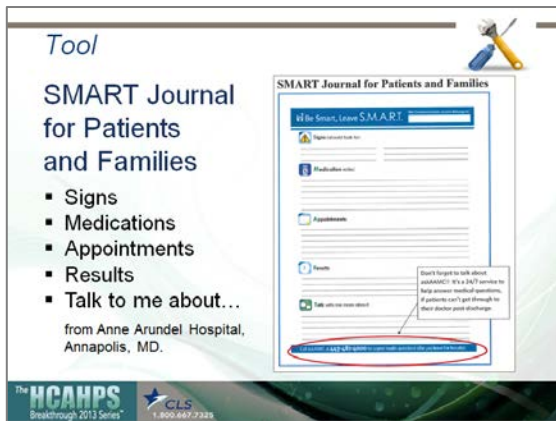 Tool
SMART Journal
for Patients
and Families
▪ Signs
▪ Medications
▪ Appointments
▪ Results
▪ Talk to me about…
from Anne Arundel Hospital,
Annapolis, MD.
SMART Journal for Patients and Families
Be Smart, Leave S.M.A.R.T.
Signs
Medication
Appointments
Results
Talk
Don't forget to talk about
askAAMC! It's a 24/7 service to
help answer medical questions,
if patients can't get through to
their doctor post discharge.
The HCAHPS
Breakthrough 2013 Series™
CLS
1.800.667.7325